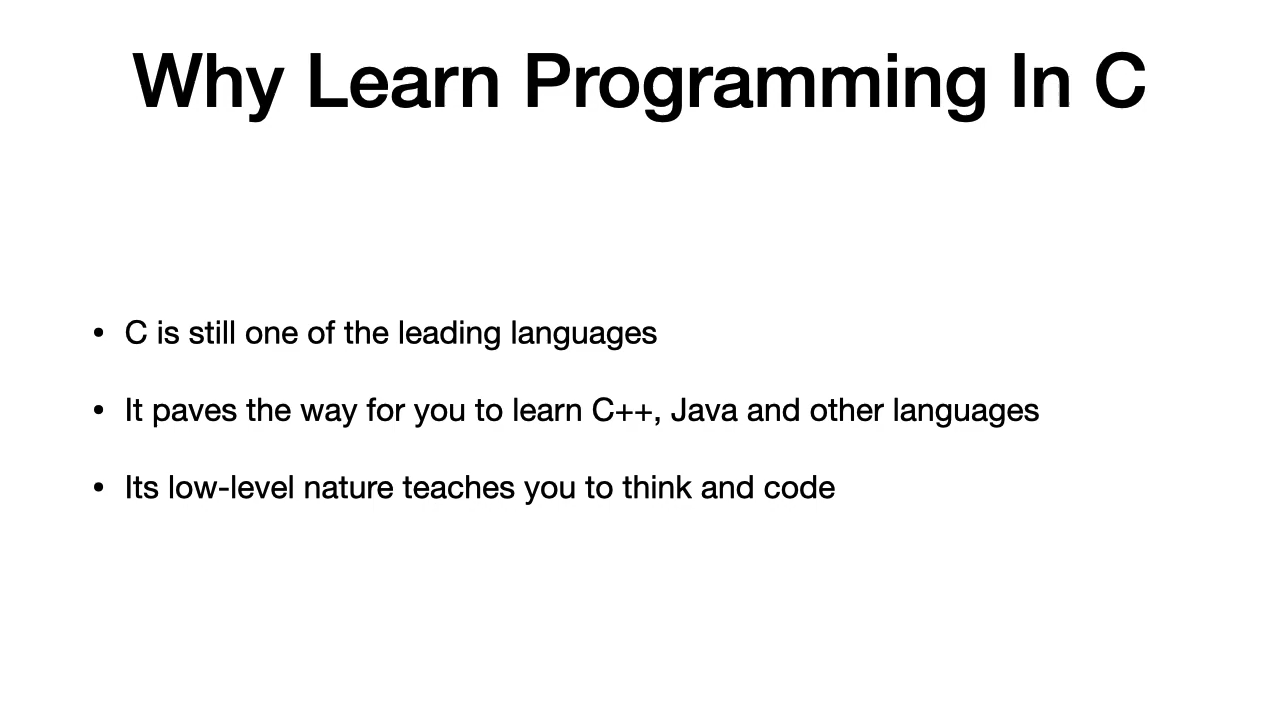 Why Learn Programming In C
• C is still one of the leading languages
• It paves the way for you to learn C++, Java and other languages
• Its low-level nature teaches you to think and code